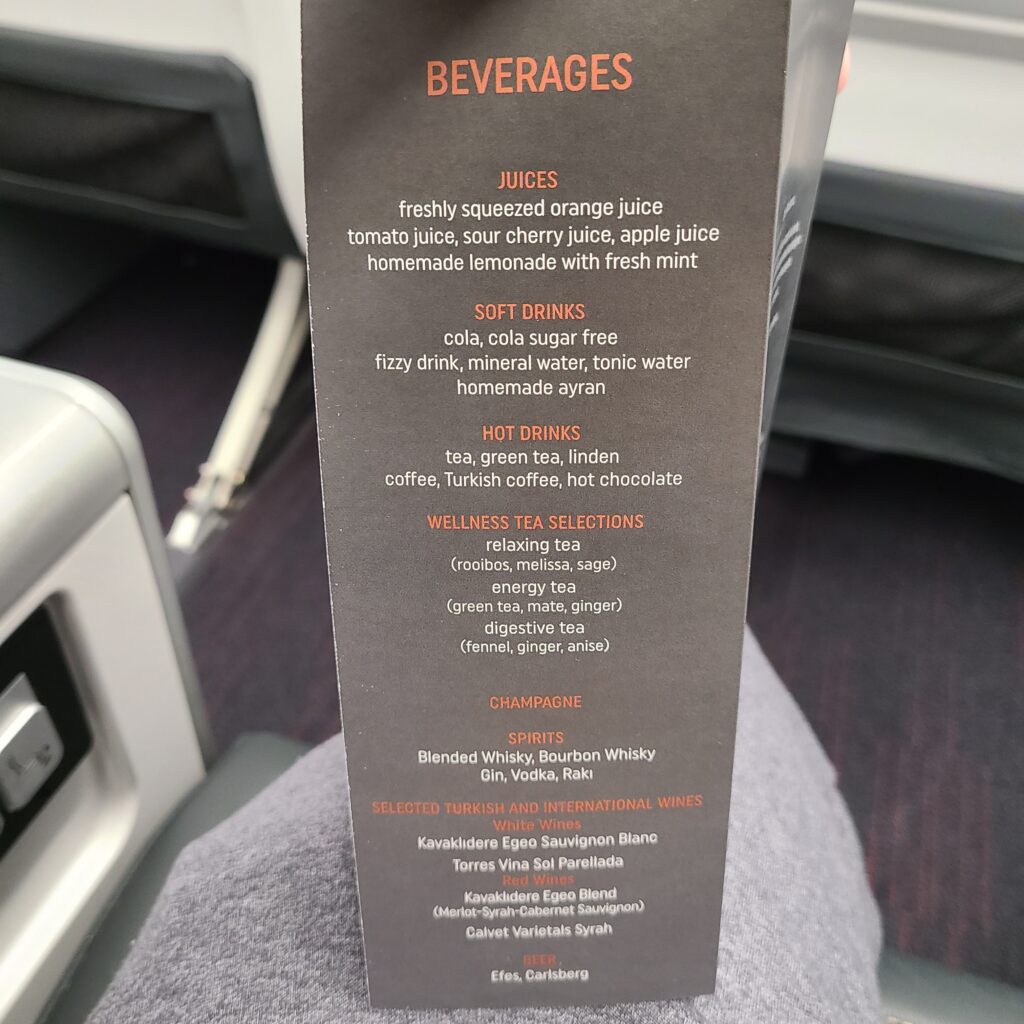 BEVERAGES
JUICES
freshly squeezed orange juice
tomato juice, sour cherry juice, apple juice
homemade lemonade with fresh mint
SOFT DRINKS
cola, cola sugar free
fizzy drink, mineral water, tonic water
homemade ayran
HOT DRINKS
tea, green tea, linden
coffee, Turkish coffee, hot chocolate
WELLNESS TEA SELECTIONS
relaxing tea
(rooibos, melissa, sage)
energy tea
(green tea, mate, ginger)
digestive tea
(fennel, ginger, anise)
CHAMPAGNE
SPIRITS
Blended Whisky, Bourbon Whisky
Gin, Vodka, Rakı
SELECTED TURKISH AND INTERNATIONAL WINES
White Wines
Kavaklıdere Egeo Sauvignon Blanc
Torres Vina Sol Parellada
Red Wines
Kavaklıdere Egeo Blend
(Merlot-Syrah-Cabernet Sauvignon)
Calvet Varietals Syrah
BEER
Efes, Carlsberg